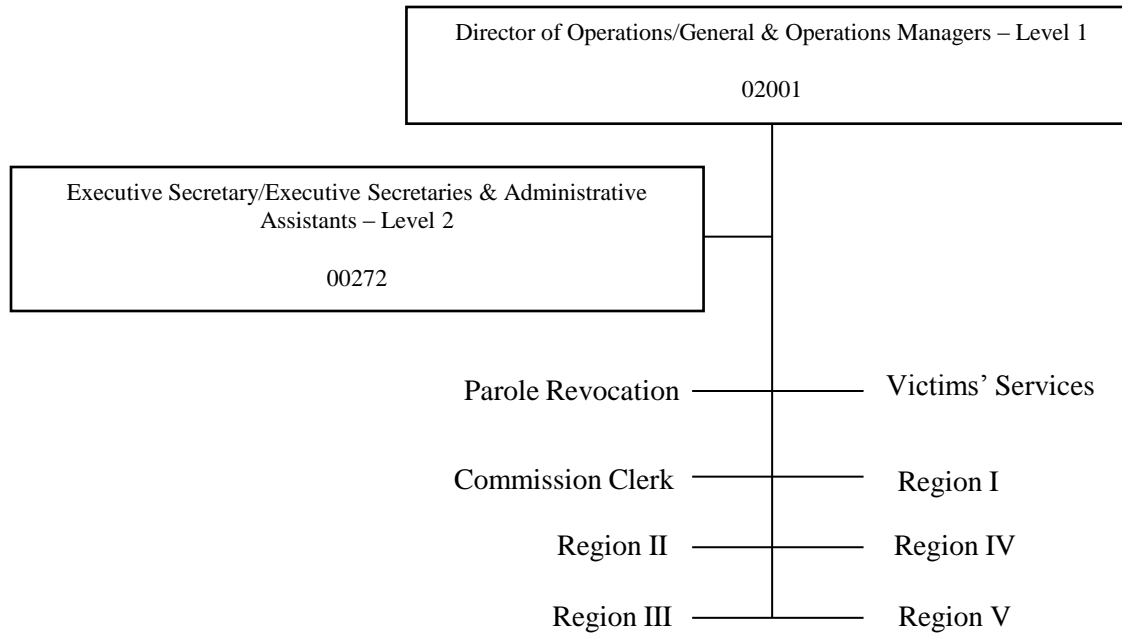 Director of Operations/General & Operations Managers – Level 1
02001
Executive Secretary/Executive Secretaries & Administrative
Assistants – Level 2
00272
Parole Revocation
Victims’ Services
Commission Clerk
Region I
Region II
Region IV
Region III
Region V